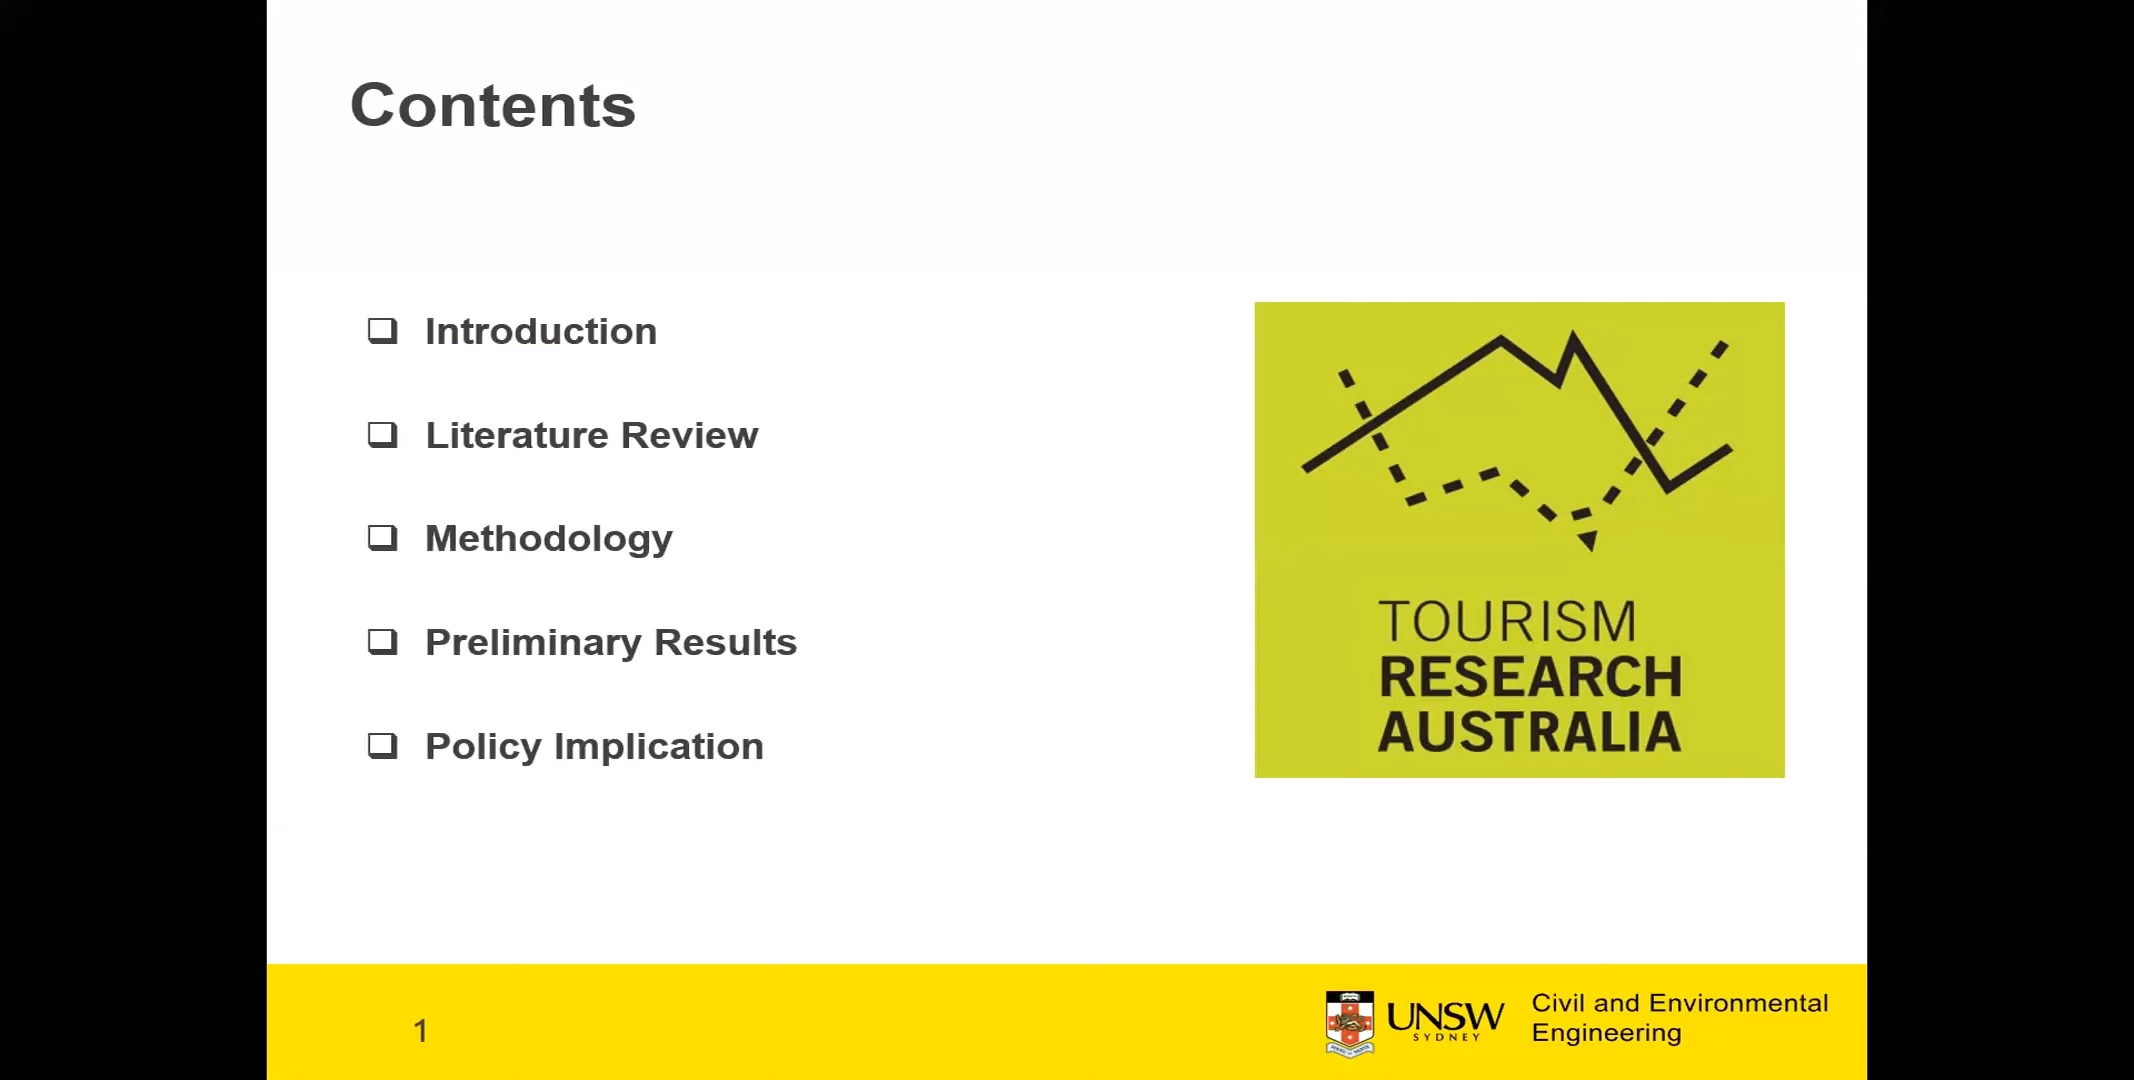 Contents
Introduction
Literature Review
Methodology
Preliminary Results
Policy Implication
TOURISM
RESEARCH
AUSTRALIA
1
UNSW
SYDNEY
Civil and Environmental
Engineering